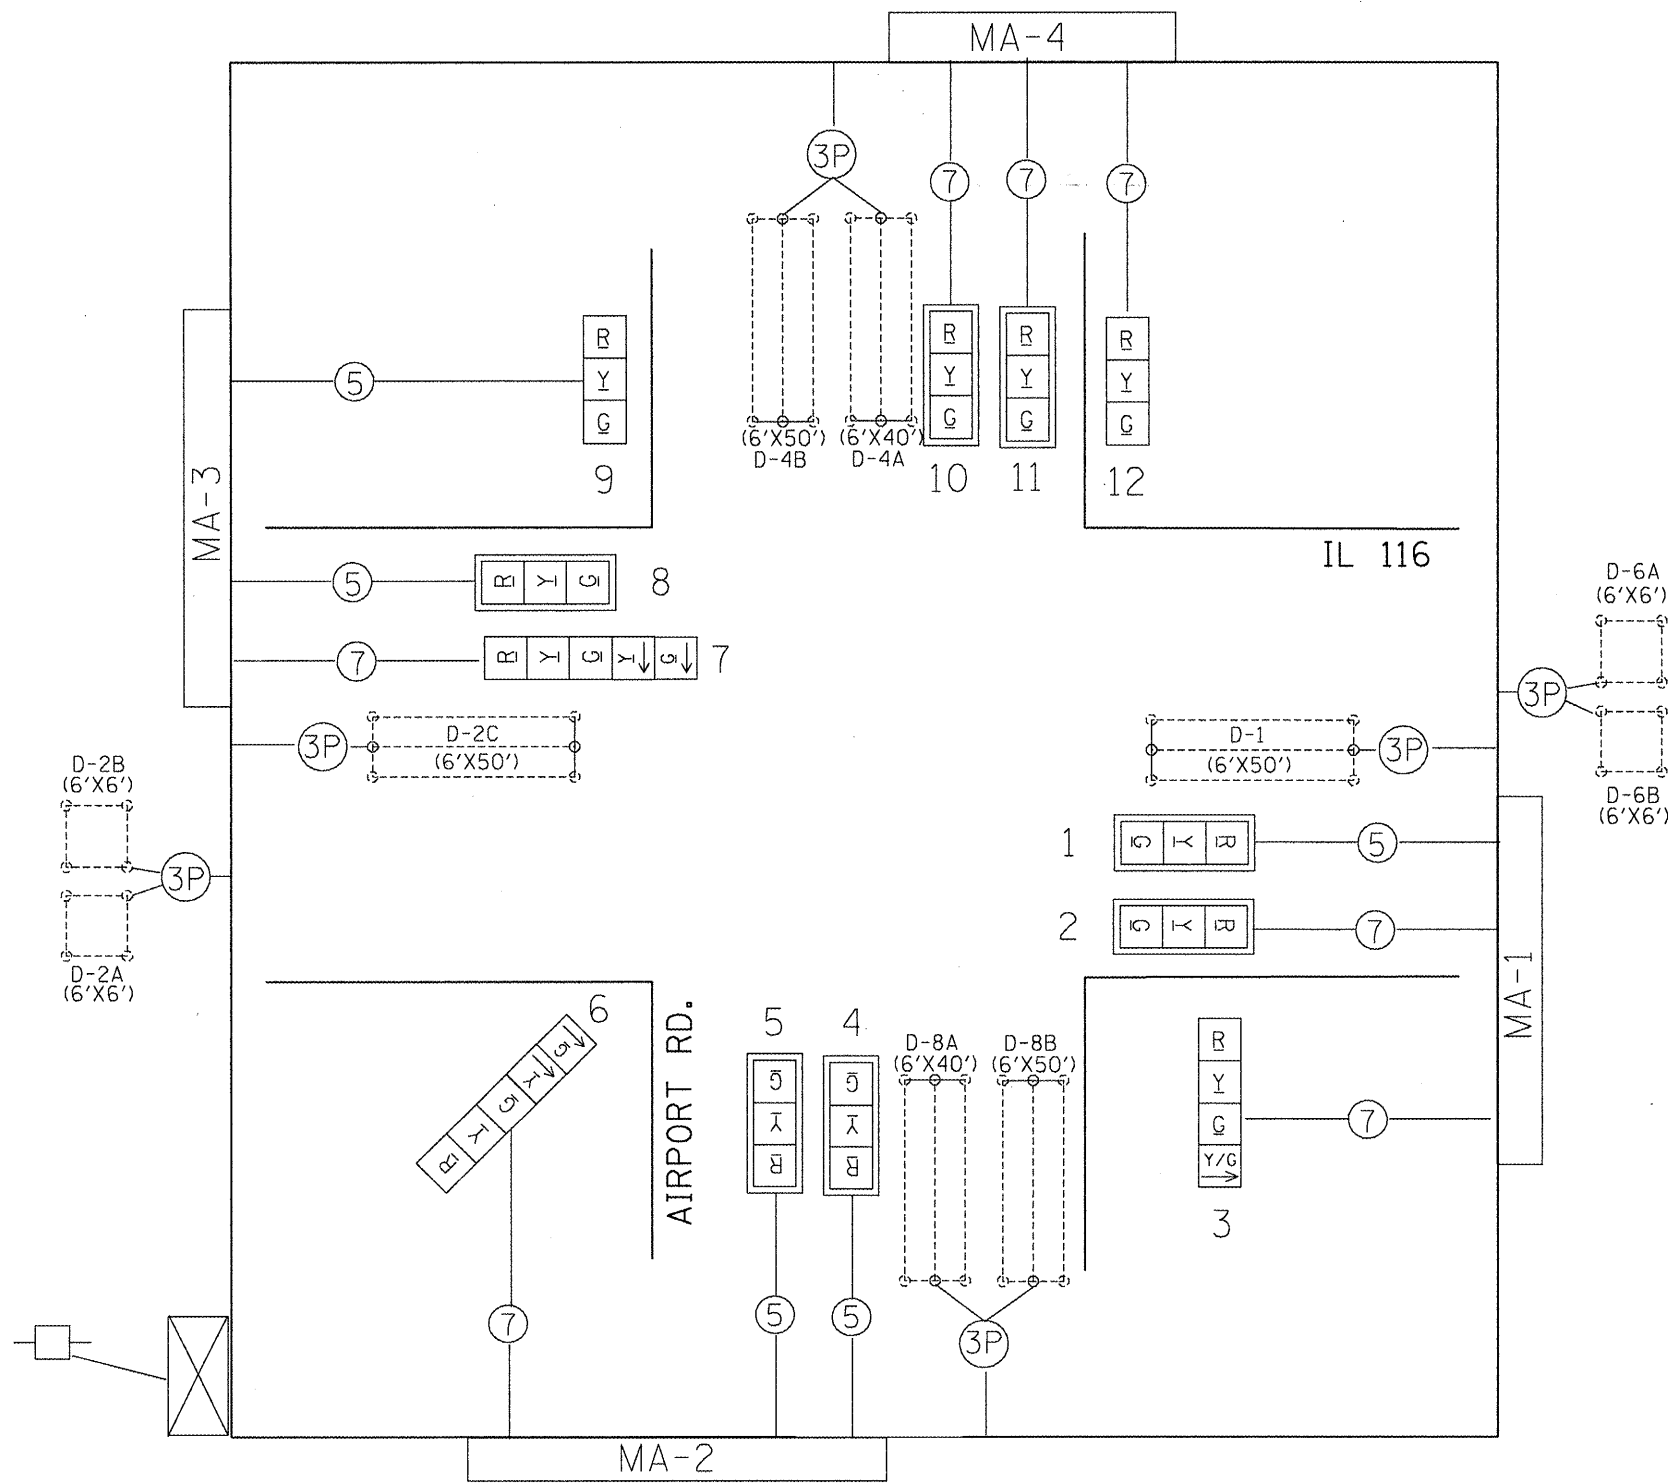 MA-4
3P
7
7
7
R
Y
G
R
Y
G
R
Y
G
R
Y
G
5
(6'X50')
D-4B
(6'X40')
D-4A
9
10
11
12
MA-3
IL 116
5
R Y G
8
7
R Y G Y G
7
D-6A
(6'X6')
3P
D-6B
(6'X6')
3P
D-2C
(6'X50')
D-1
(6'X50')
3P
D-2B
(6'X6')
3P
D-2A
(6'X6')
1
G Y R
5
2
G Y R
7
MA-1
6
R Y G Y G
7
AIRPORT RD.
5
G
Y
R
5
4
G
Y
R
5
D-8A
(6'X40')
D-8B
(6'X50')
3P
R
Y
G
Y/G
7
3
MA-2